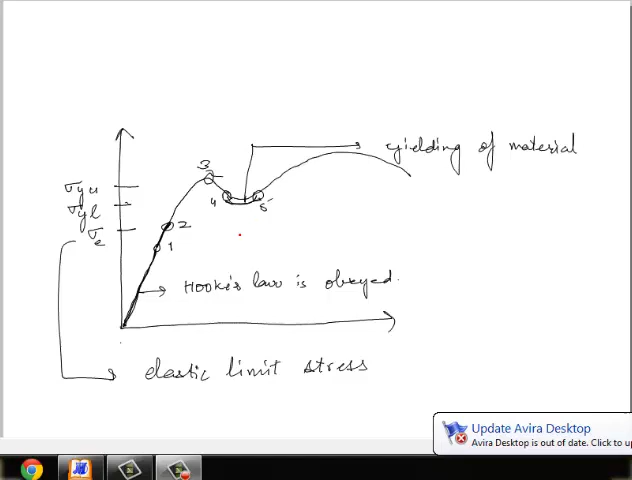 yielding of material
3
σyu
4
5
σyl
2
σe
1
Hooke's law is obeyed.
elastic limit stress
Update Avira Desktop
Avira Desktop is out of date. Click to u